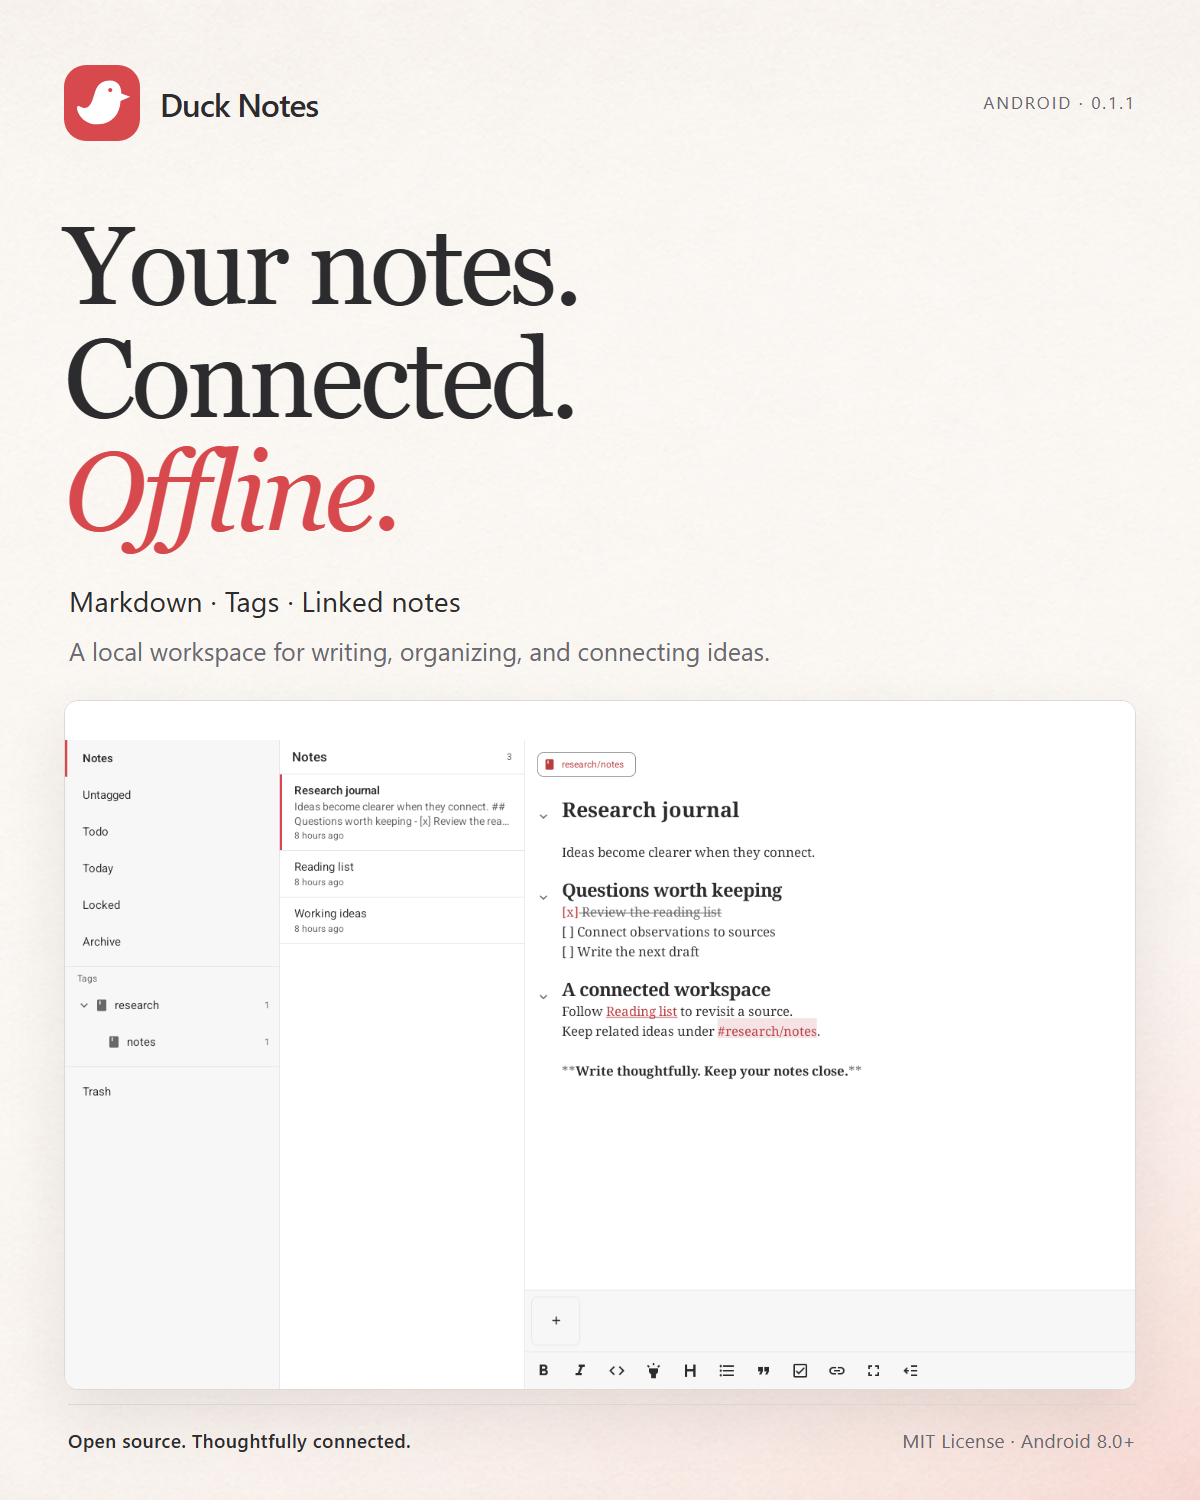 Duck Notes
ANDROID · 0.1.1
Your notes.
Connected.
Offline.
Markdown · Tags · Linked notes
A local workspace for writing, organizing, and connecting ideas.
Notes
Untagged
Todo
Today
Locked
Archive
Tags
research 1
notes 1
Trash
Notes 3
Research journal
Ideas become clearer when they connect. ##
Questions worth keeping - [x] Review the rea...
8 hours ago
Reading list
8 hours ago
Working ideas
8 hours ago
research/notes
Research journal
Ideas become clearer when they connect.
Questions worth keeping
[x] Review the reading list
[ ] Connect observations to sources
[ ] Write the next draft
A connected workspace
Follow Reading list to revisit a source.
Keep related ideas under #research/notes.
**Write thoughtfully. Keep your notes close.**
+
B I <> H
Open source. Thoughtfully connected.
MIT License · Android 8.0+